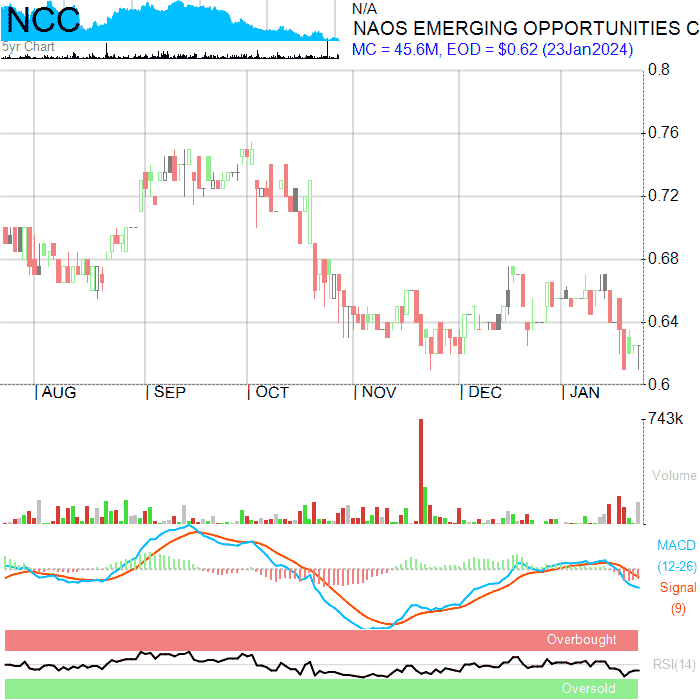 NCC
5yr Chart
N/A
NAOS EMERGING OPPORTUNITIES C
MC = 45.6M, EOD = $0.62 (23Jan2024)
0.8
0.76
0.72
0.68
0.64
0.6
AUG SEP OCT NOV DEC JAN
743k
Volume
MACD
(12-26)
Signal
(9)
Overbought
RSI(14)
Oversold